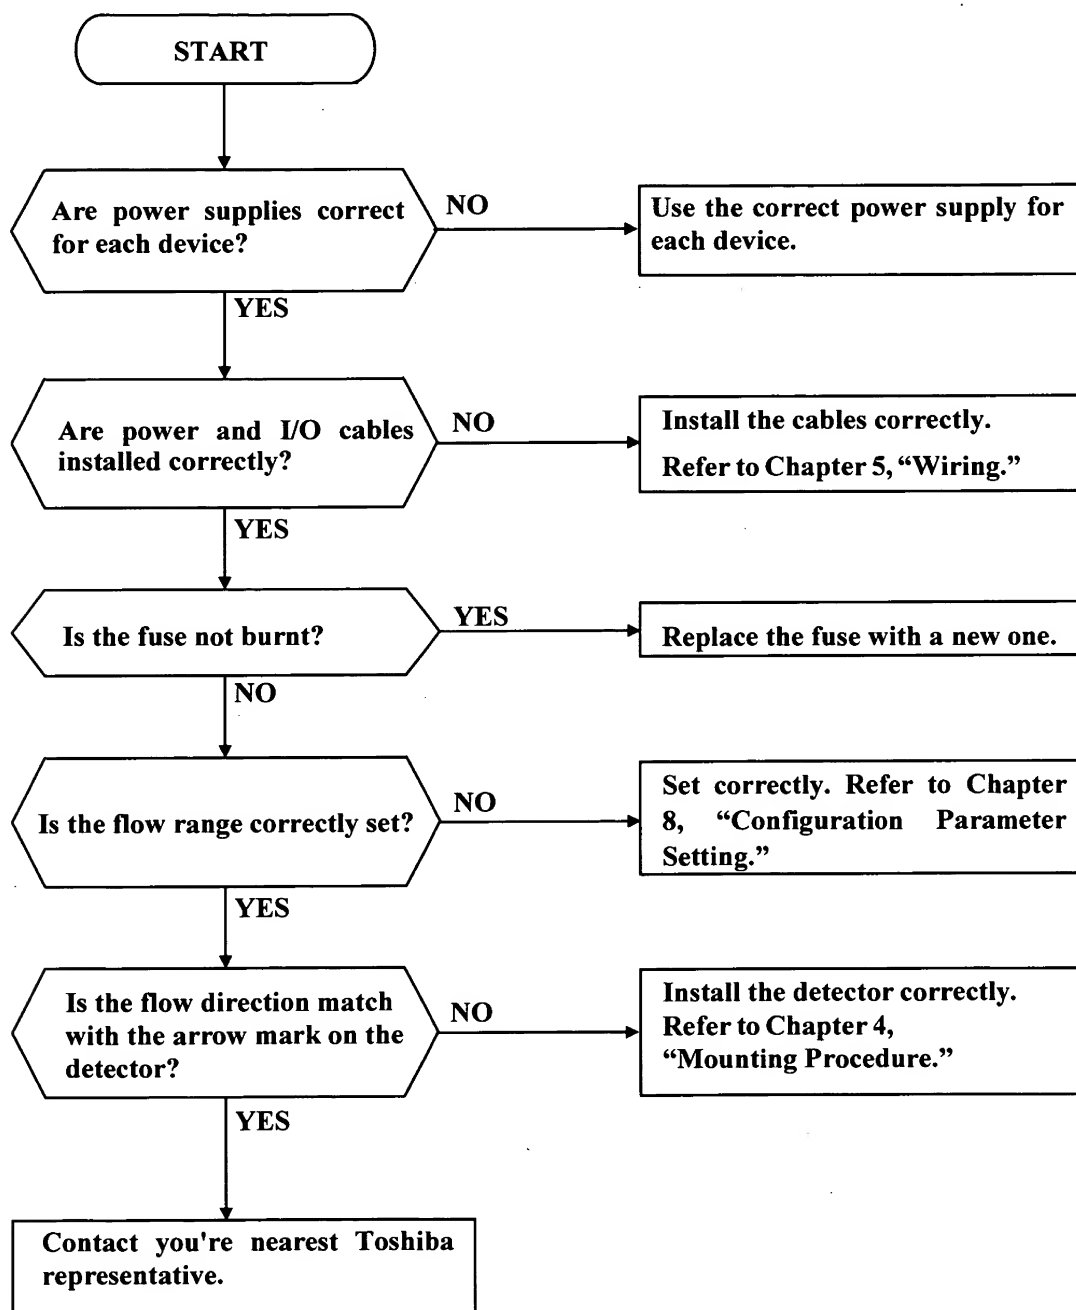 START
Are power supplies correct
for each device?
NO
Use the correct power supply for
each device.
YES
Are power and I/O cables
installed correctly?
NO
Install the cables correctly.
Refer to Chapter 5, “Wiring.”
YES
Is the fuse not burnt?
YES
Replace the fuse with a new one.
NO
Is the flow range correctly set?
NO
Set correctly. Refer to Chapter
8, “Configuration Parameter
Setting.”
YES
Is the flow direction match
with the arrow mark on the
detector?
NO
Install the detector correctly.
Refer to Chapter 4,
“Mounting Procedure.”
YES
Contact you're nearest Toshiba
representative.